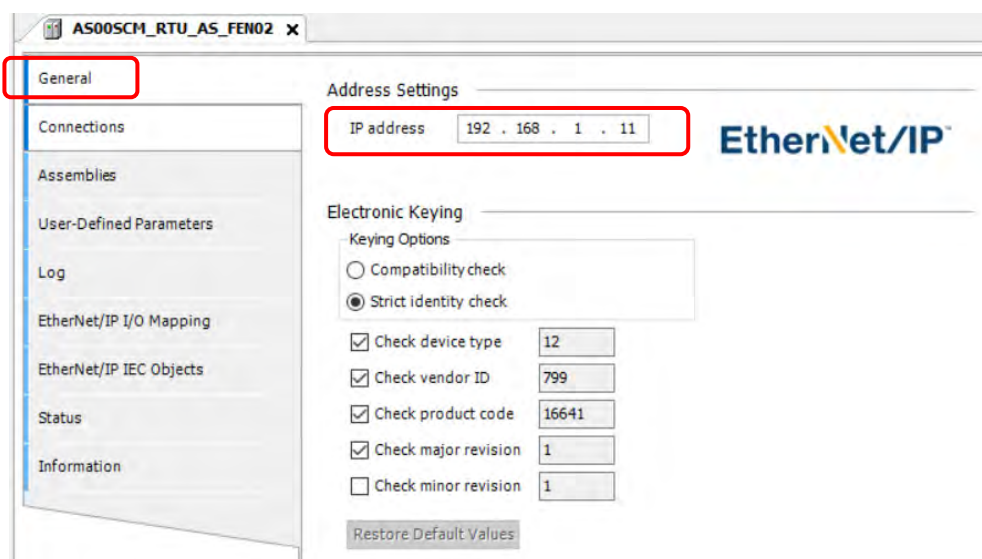 AS00SCM_RTU_AS_FEN02 X
General
Connections
Assemblies
User-Defined Parameters
Log
EtherNet/IP I/O Mapping
EtherNet/IP IEC Objects
Status
Information
Address Settings
IP address 192 . 168 . 1 . 11
EtherNet/IP™
Electronic Keying
Keying Options
Compatibility check
Strict identity check
Check device type 12
Check vendor ID 799
Check product code 16641
Check major revision 1
Check minor revision 1
Restore Default Values